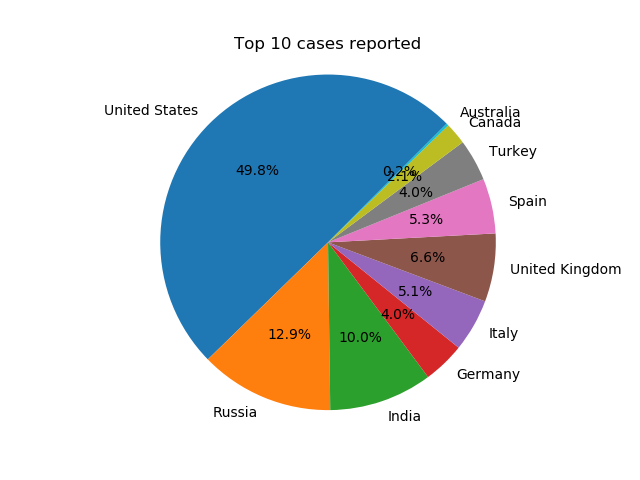 Top 10 cases reported
United States
49.8%
Russia
12.9%
India
10.0%
Germany
4.0%
Italy
5.1%
United Kingdom
6.6%
Spain
5.3%
Turkey
4.0%
Canada
2.1%
Australia
0.2%